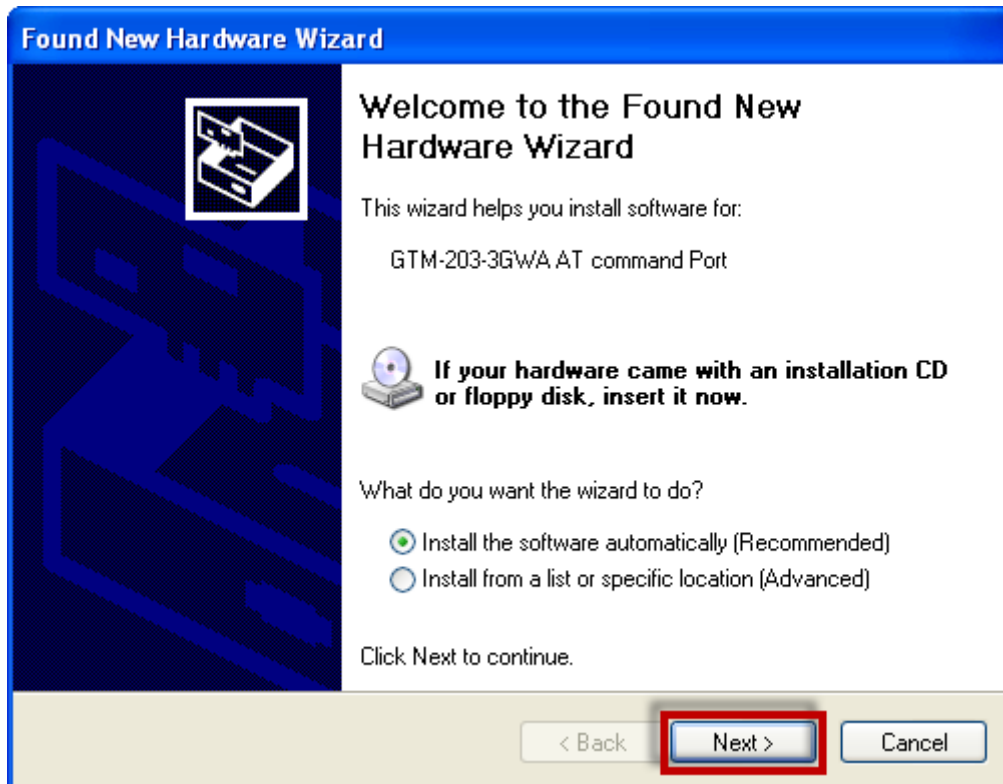 Found New Hardware Wizard
Welcome to the Found New
Hardware Wizard
This wizard helps you install software for:
GTM-203-3GWA AT command Port
If your hardware came with an installation CD
or floppy disk, insert it now.
What do you want the wizard to do?
Install the software automatically (Recommended)
Install from a list or specific location (Advanced)
Click Next to continue.
< Back Next > Cancel